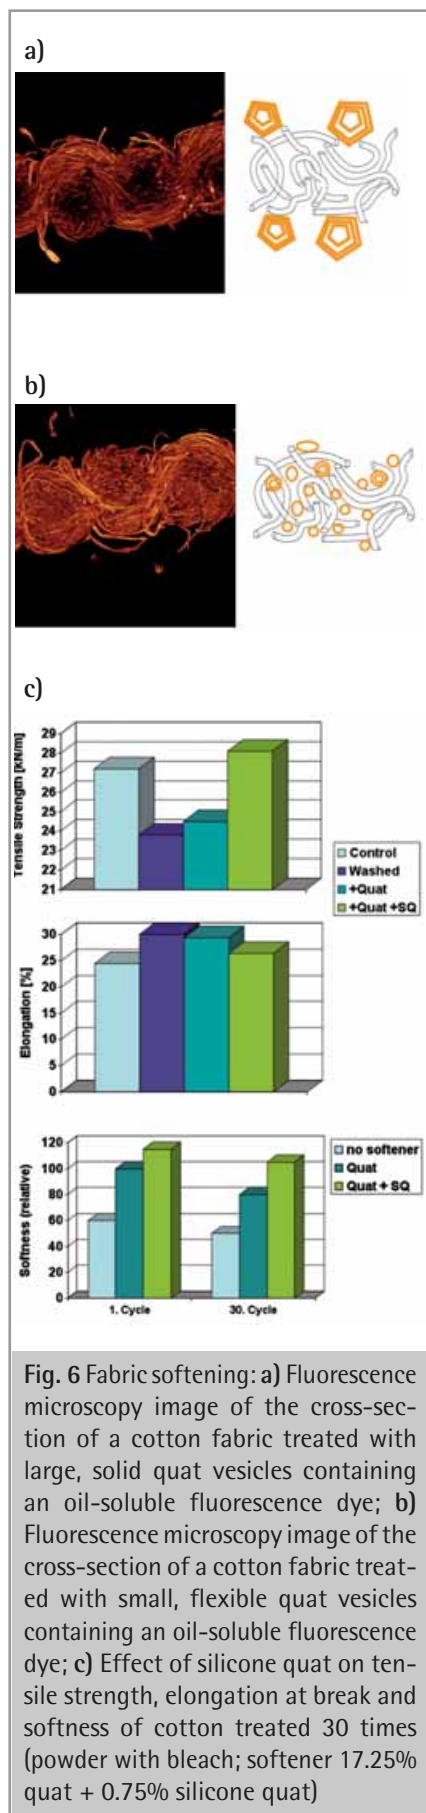 a)
b)
c)
Tensile Strength [kN/m]
29
28
27
26
25
24
23
22
21
Control
Washed
+Quat
+Quat +SQ
Elongation [%]
30
25
20
15
10
5
0
Softness (relative)
120
100
80
60
40
20
0
1. Cycle 30. Cycle
no softener
Quat
Quat + SQ
Fig. 6 Fabric softening: a) Fluorescence
microscopy image of the cross-sec-
tion of a cotton fabric treated with
large, solid quat vesicles containing
an oil-soluble fluorescence dye; b)
Fluorescence microscopy image of the
cross-section of a cotton fabric treat-
ed with small, flexible quat vesicles
containing an oil-soluble fluorescence
dye; c) Effect of silicone quat on ten-
sile strength, elongation at break and
softness of cotton treated 30 times
(powder with bleach; softener 17.25%
quat + 0.75% silicone quat)